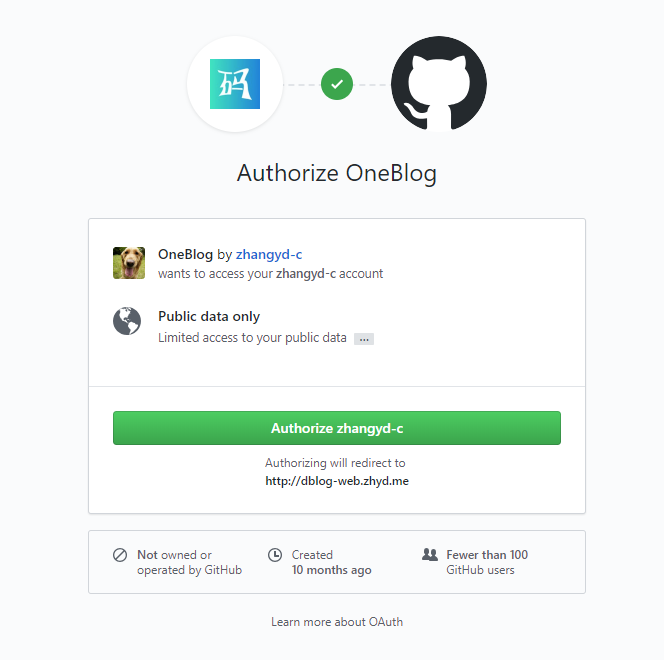 码
Authorize OneBlog
OneBlog by zhangyd-c
wants to access your zhangyd-c account
Public data only
Limited access to your public data ...
Authorize zhangyd-c
Authorizing will redirect to
http://dblog-web.zhyd.me
Not owned or
operated by GitHub
Created
10 months ago
Fewer than 100
GitHub users
Learn more about OAuth